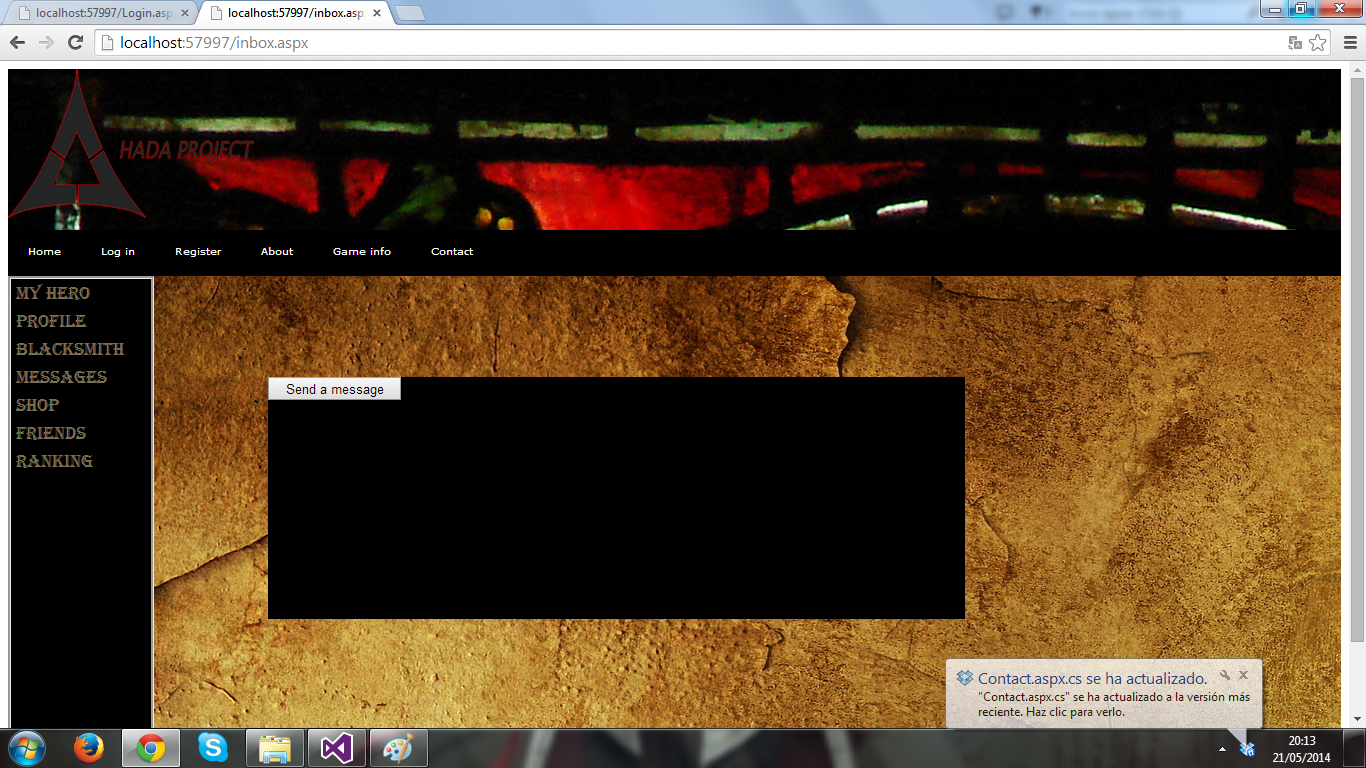 localhost:57997/Login.asp
localhost:57997/inbox.asp
localhost:57997/inbox.aspx
HADA PROJECT
Home Log in Register About Game info Contact
MY HERO
PROFILE
BLACKSMITH
MESSAGES
SHOP
FRIENDS
RANKING
Send a message
Contact.aspx.cs se ha actualizado.
"Contact.aspx.cs" se ha actualizado a la versión más
reciente. Haz clic para verlo.
20:13
21/05/2014